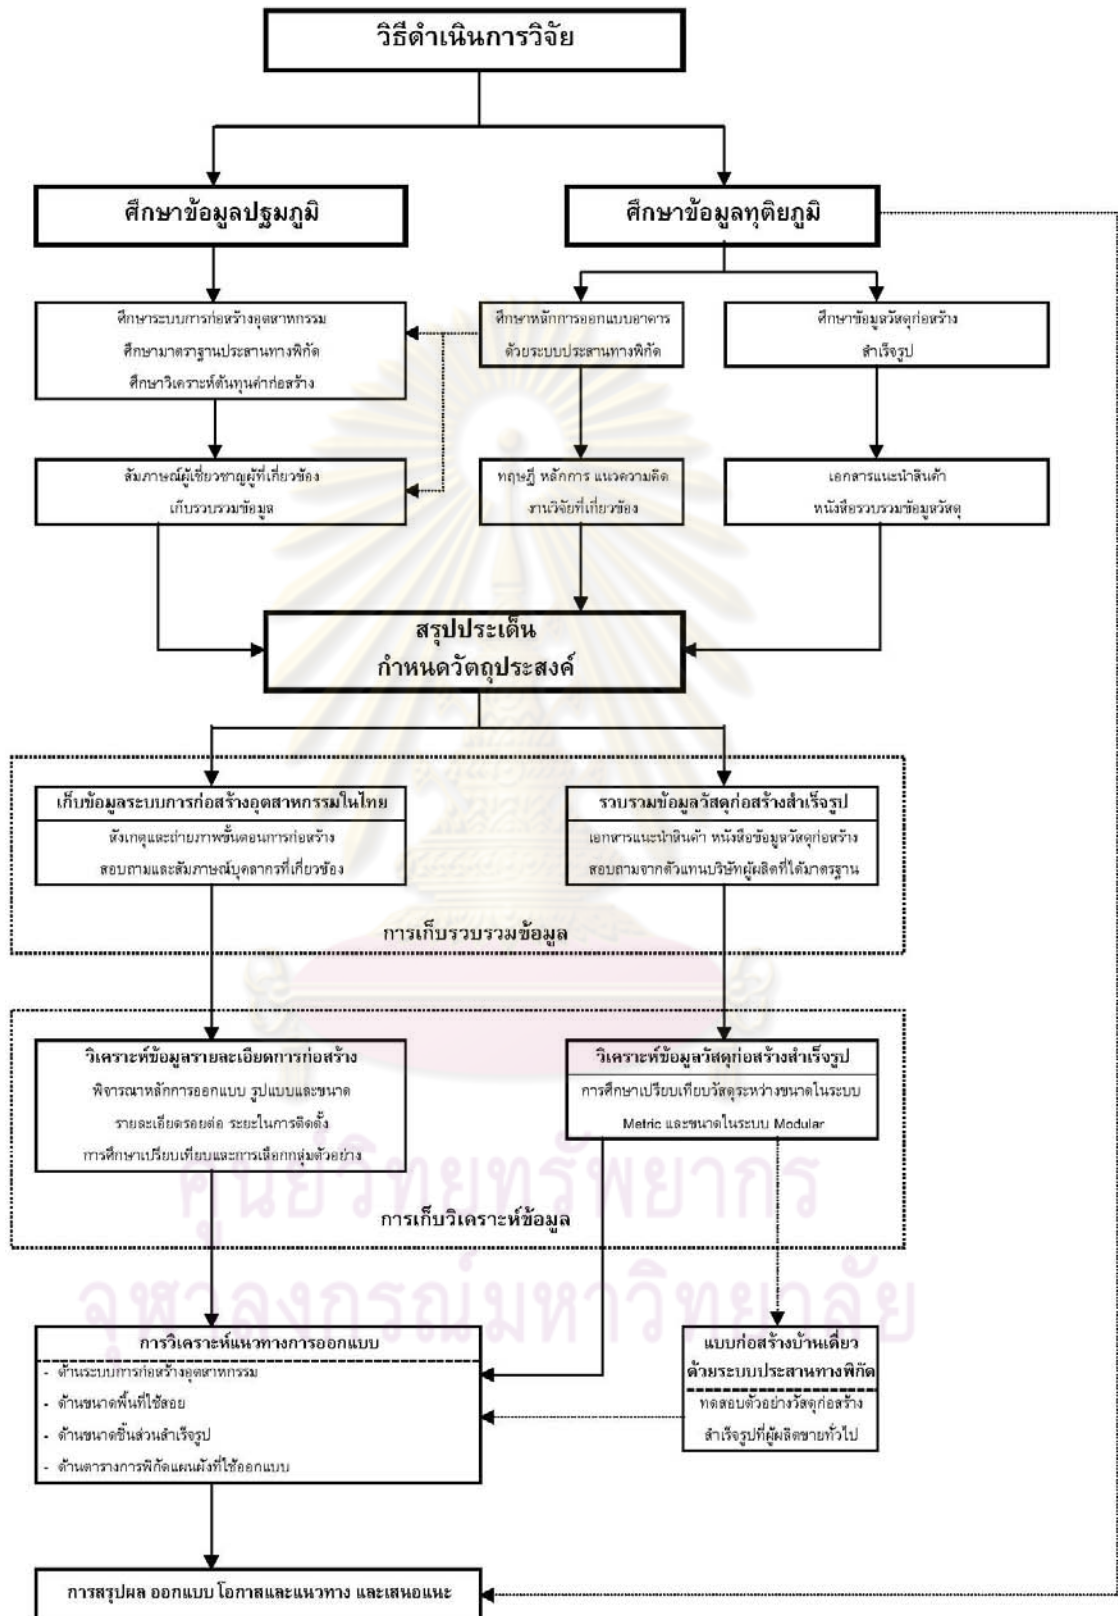 วิธีดำเนินการวิจัย
ศึกษาข้อมูลปฐมภูมิ
ศึกษาข้อมูลทุติยภูมิ
ศึกษาระบบการก่อสร้างอุตสาหกรรม
ศึกษามาตราฐานประสานทางพิกัด
ศึกษาวิเคราะห์ต้นทุนค่าก่อสร้าง
ศึกษาหลักการออกแบบอาคาร
ด้วยระบบประสานทางพิกัด
ศึกษาข้อมูลวัสดุก่อสร้าง
สำเร็จรูป
สัมภาษณ์ผู้เชี่ยวชาญผู้ที่เกี่ยวข้อง
เก็บรวบรวมข้อมูล
ทฤษฎี หลักการ แนวความคิด
งานวิจัยที่เกี่ยวข้อง
เอกสารแนะนำสินค้า
หนังสือรวบรวมข้อมูลวัสดุ
สรุปประเด็น
กำหนดวัตถุประสงค์
เก็บข้อมูลระบบการก่อสร้างอุตสาหกรรมในไทย
สังเกตุและถ่ายภาพขั้นตอนการก่อสร้าง
สอบถามและสัมภาษณ์บุคลากรที่เกี่ยวข้อง
รวบรวมข้อมูลวัสดุก่อสร้างสำเร็จรูป
เอกสารแนะนำสินค้า หนังสือข้อมูลวัสดุก่อสร้าง
สอบถามจากตัวแทนบริษัทผู้ผลิตที่ได้มาตรฐาน
การเก็บรวบรวมข้อมูล
วิเคราะห์ข้อมูลรายละเอียดการก่อสร้าง
พิจารณาหลักการออกแบบ รูปแบบและขนาด
รายละเอียดรอยต่อ ระยะในการติดตั้ง
การศึกษาเปรียบเทียบและการเลือกกลุ่มตัวอย่าง
วิเคราะห์ข้อมูลวัสดุก่อสร้างสำเร็จรูป
การศึกษาเปรียบเทียบวัสดุระหว่างขนาดในระบบ
Metric และขนาดในระบบ Modular
ศูนย์วิทยทรัพยากร
การเก็บวิเคราะห์ข้อมูล
จุฬาลงกรณ์มหาวิทยาลัย
การวิเคราะห์แนวทางการออกแบบ
- ด้านระบบการก่อสร้างอุตสาหกรรม
- ด้านขนาดพื้นที่ใช้สอย
- ด้านขนาดชิ้นส่วนสำเร็จรูป
- ด้านตารางการพิกัดแผนผังที่ใช้ออกแบบ
แบบก่อสร้างบ้านเดี่ยว
ด้วยระบบประสานทางพิกัด
ทดสอบตัวอย่างวัสดุก่อสร้าง
สำเร็จรูปที่ผู้ผลิตขายทั่วไป
การสรุปผล ออกแบบ โอกาสและแนวทาง และเสนอแนะ